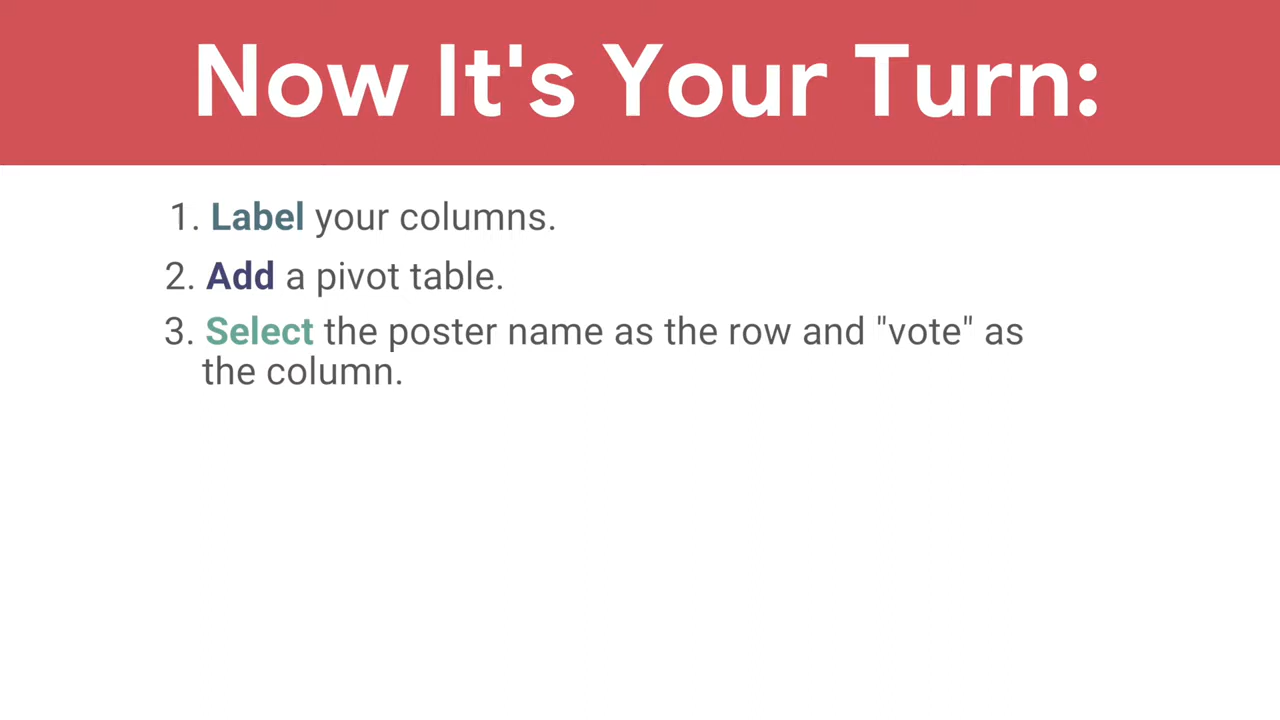 Now It's Your Turn:
1. Label your columns.
2. Add a pivot table.
3. Select the poster name as the row and "vote" as
the column.